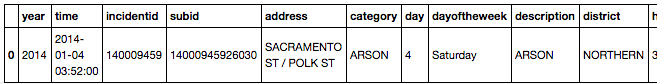 year time incidentid subid address category day dayoftheweek description district h
0 2014 2014-01-04 03:52:00 140009459 14000945926030 SACRAMENTO ST / POLK ST ARSON 4 Saturday ARSON NORTHERN 3